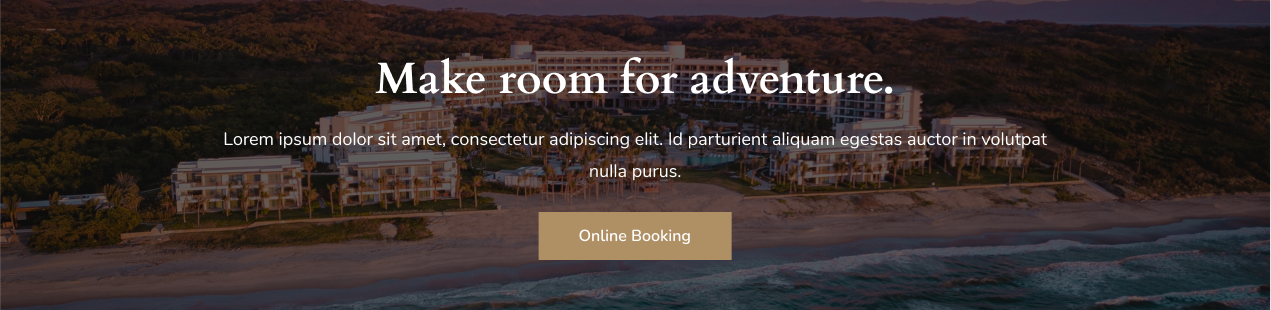 Make room for adventure.
Lorem ipsum dolor sit amet, consectetur adipiscing elit. Id parturient aliquam egestas auctor in volutpat
nulla purus.
Online Booking